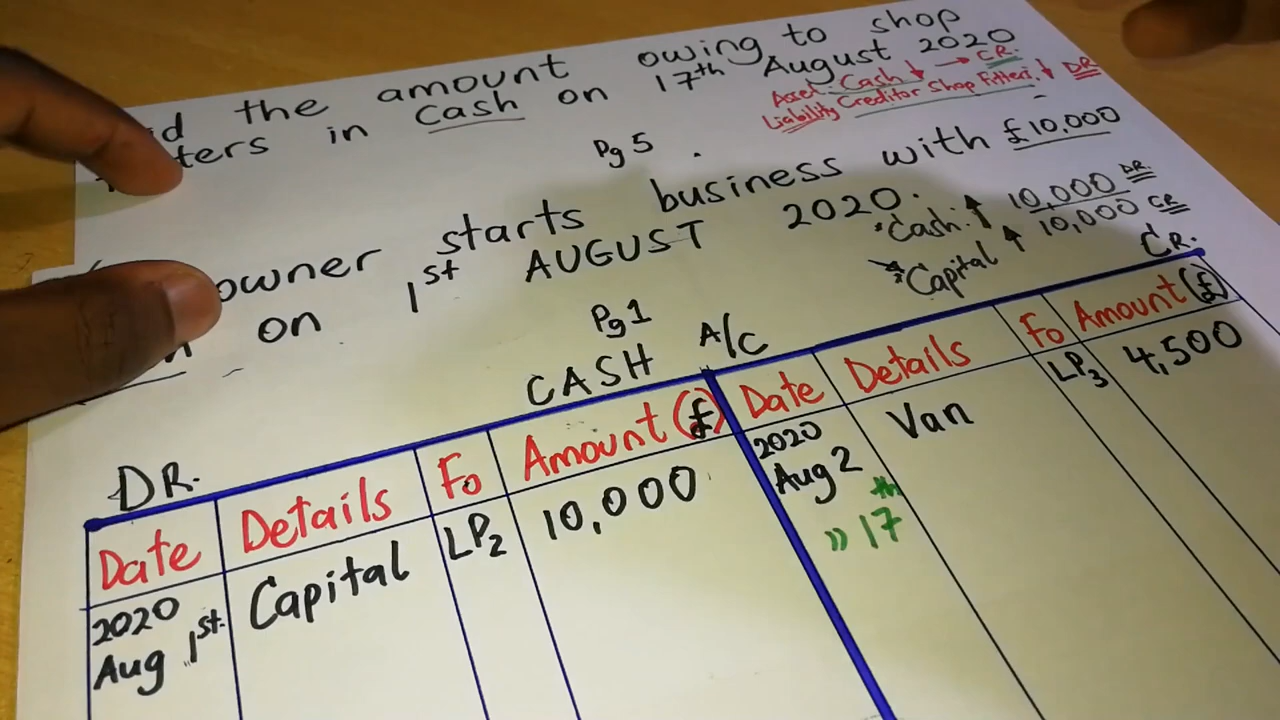 the amount owing to shop
in Cash on 17th August 2020
Asset Cash ↓ → CR.
Liability Creditor Shop Fitters ↓ DR
Pg 5
owner starts business with £10,000
on 1st AUGUST 2020.
Cash: ↑ 10,000 DR.
Capital ↑ 10,000 CR
Pg 1
CASH A/C
DR. CR.
Date Details Fo Amount (£) Date Details Fo Amount (£)
2020 Aug 1st Capital LP2 10,000 2020 Aug 2 Van LP3 4,500
" 17th